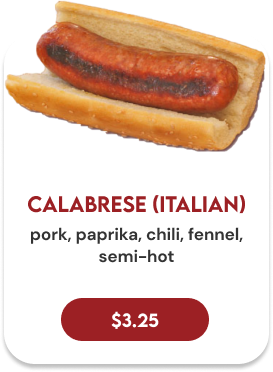 CALABRESE (ITALIAN)
pork, paprika, chili, fennel,
semi-hot
$3.25